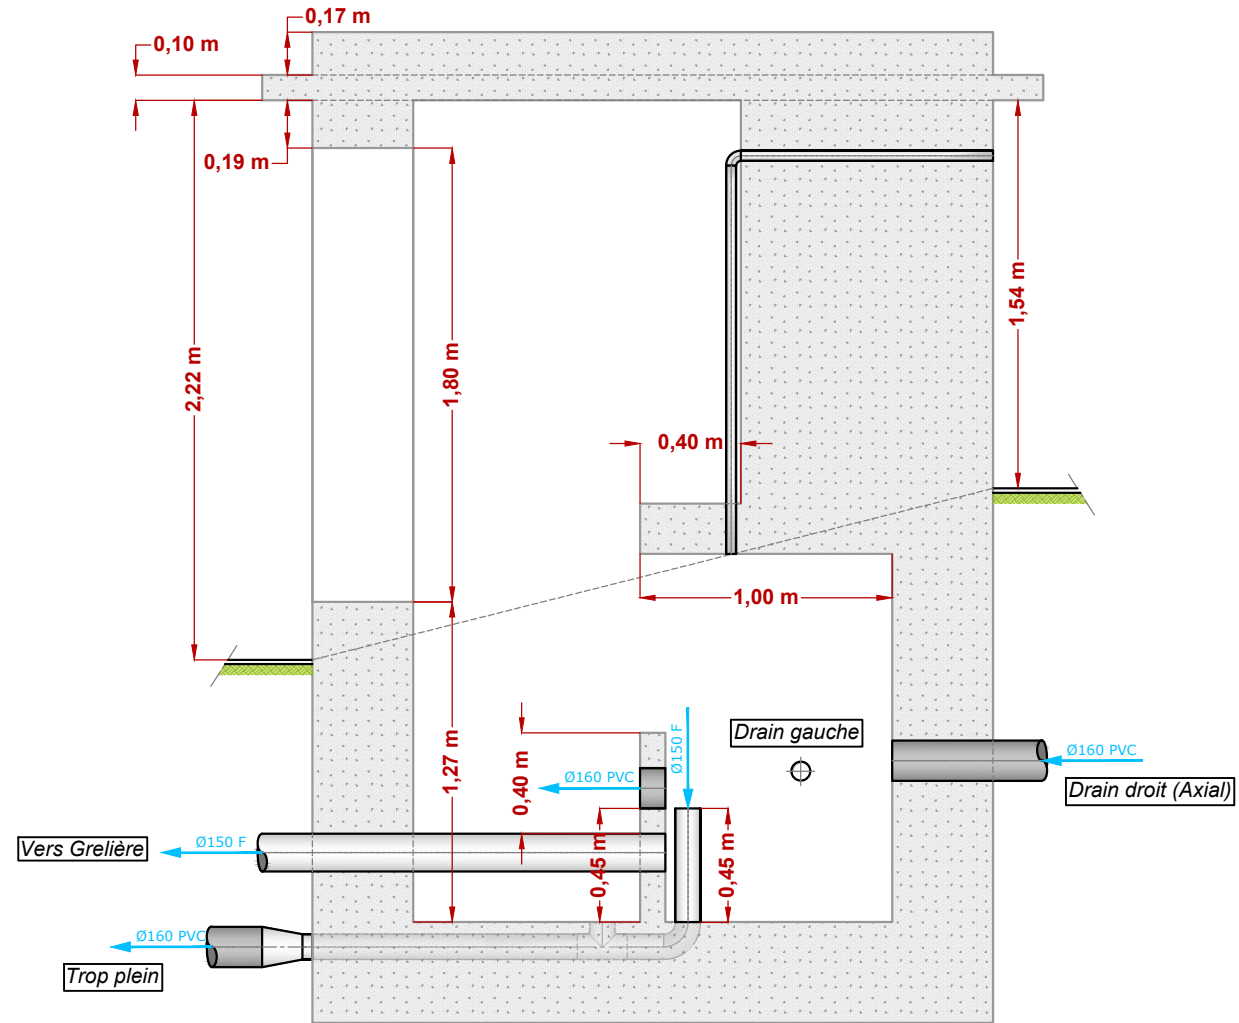 0,17 m
0,10 m
0,19 m
2,22 m
1,80 m
1,54 m
0,40 m
1,00 m
1,27 m
0,40 m
Ø150 F
Drain gauche
Ø160 PVC
Ø160 PVC
Drain droit (Axial)
0,45 m
0,45 m
Vers Grelière
Ø150 F
Ø160 PVC
Trop plein